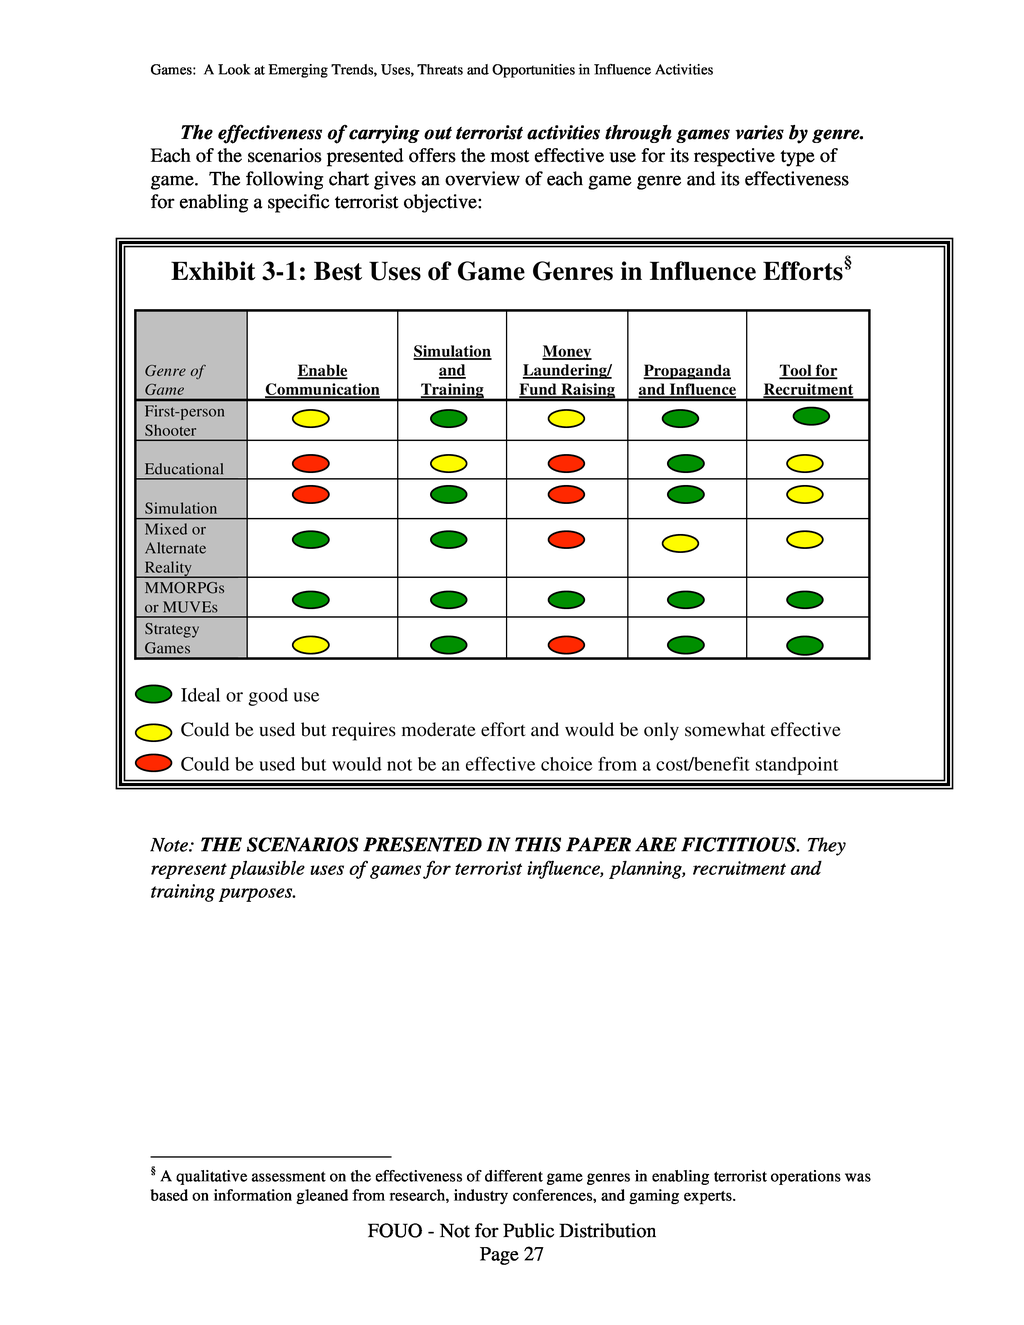 Games:  A Look at Emerging Trends, Uses, Threats and Opportunities in Influence Activities
The effectiveness of carrying out terrorist activities through games varies by genre.
Each of the scenarios presented offers the most effective use for its respective type of
game.  The following chart gives an overview of each game genre and its effectiveness
for enabling a specific terrorist objective:
Exhibit 3-1: Best Uses of Game Genres in Influence Efforts§
Genre of
Game
Enable
Communication
Simulation
and
Training
Money
Laundering/
Fund Raising
Propaganda
and Influence
Tool for
Recruitment
First-person
Shooter
Educational
Simulation
Mixed or
Alternate
Reality
MMORPGs
or MUVEs
Strategy
Games
Ideal or good use
Could be used but requires moderate effort and would be only somewhat effective
Could be used but would not be an effective choice from a cost/benefit standpoint
Note: THE SCENARIOS PRESENTED IN THIS PAPER ARE FICTITIOUS. They
represent plausible uses of games for terrorist influence, planning, recruitment and
training purposes.
§ A qualitative assessment on the effectiveness of different game genres in enabling terrorist operations was
based on information gleaned from research, industry conferences, and gaming experts.
FOUO - Not for Public Distribution
Page 27